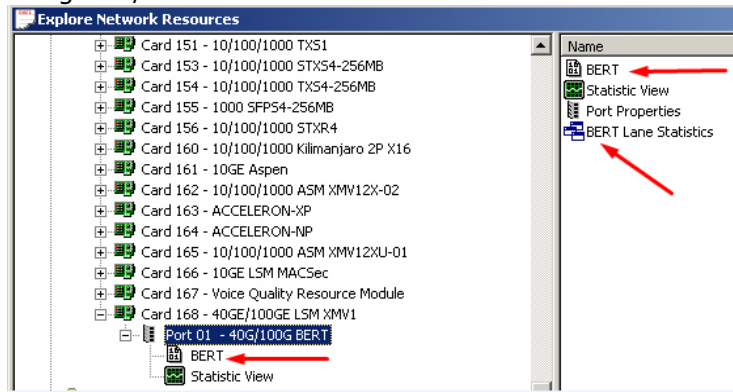 Explore Network Resources
Card 151 - 10/100/1000 TXS1
Card 153 - 10/100/1000 STXS4-256MB
Card 154 - 10/100/1000 TXS4-256MB
Card 155 - 1000 SFPS4-256MB
Card 156 - 10/100/1000 STXR4
Card 160 - 10/100/1000 Kilimanjaro 2P X16
Card 161 - 10GE Aspen
Card 162 - 10/100/1000 ASM XMV12X-02
Card 163 - ACCELERON-XP
Card 164 - ACCELERON-NP
Card 165 - 10/100/1000 ASM XMV12XU-01
Card 166 - 10GE LSM MACSec
Card 167 - Voice Quality Resource Module
Card 168 - 40GE/100GE LSM XMV1
Port 01 - 40G/100G BERT
BERT
Statistic View
Name
BERT
Statistic View
Port Properties
BERT Lane Statistics